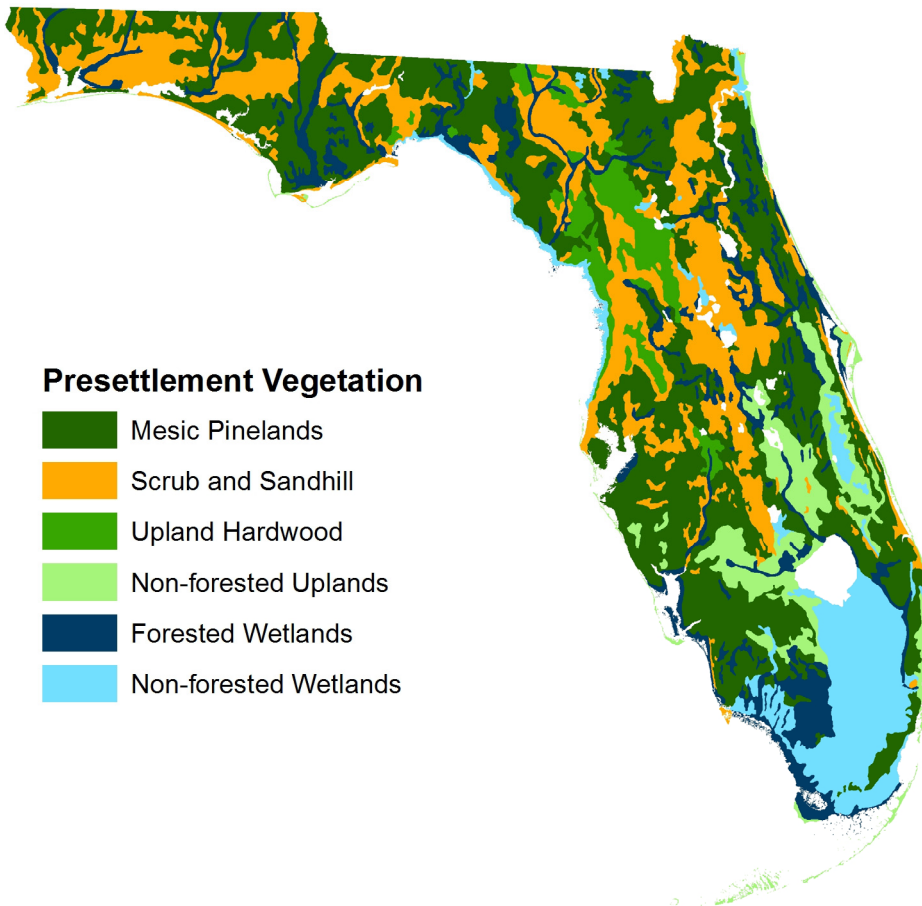 Presettlement Vegetation
Mesic Pinelands
Scrub and Sandhill
Upland Hardwood
Non-forested Uplands
Forested Wetlands
Non-forested Wetlands